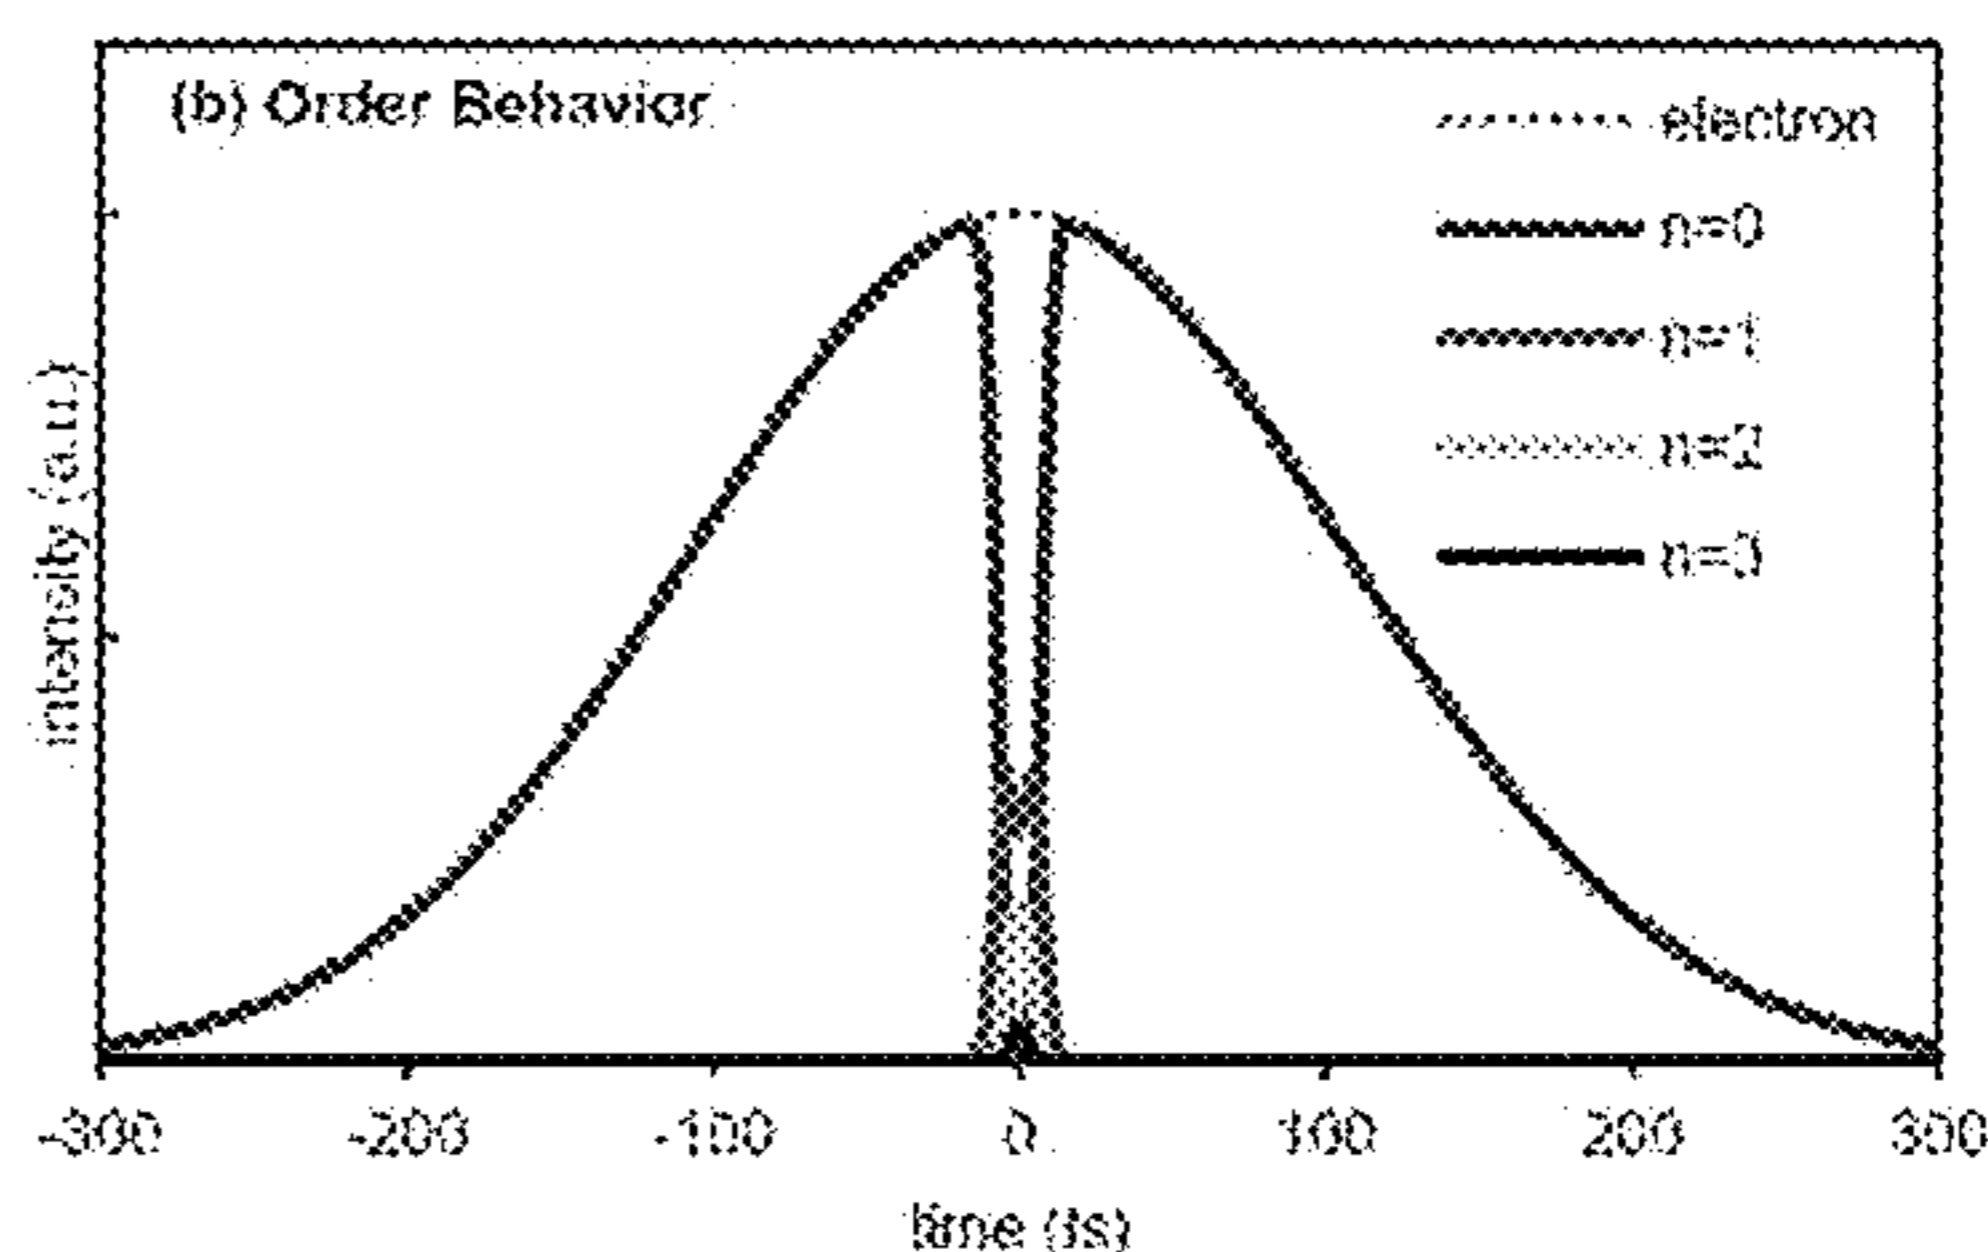 (b) Order Behavior
electron
n=0
n=1
n=2
n=3
intensity (a.u.)
-300 -200 -100 0 100 200 300
time (fs)